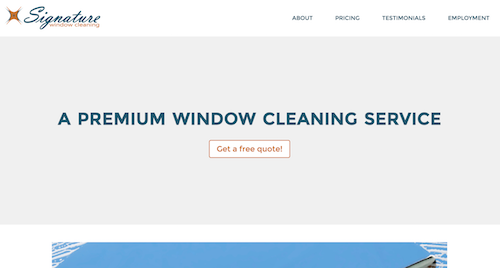 Signature
window cleaning
ABOUT PRICING TESTIMONIALS EMPLOYMENT
A PREMIUM WINDOW CLEANING SERVICE
Get a free quote!